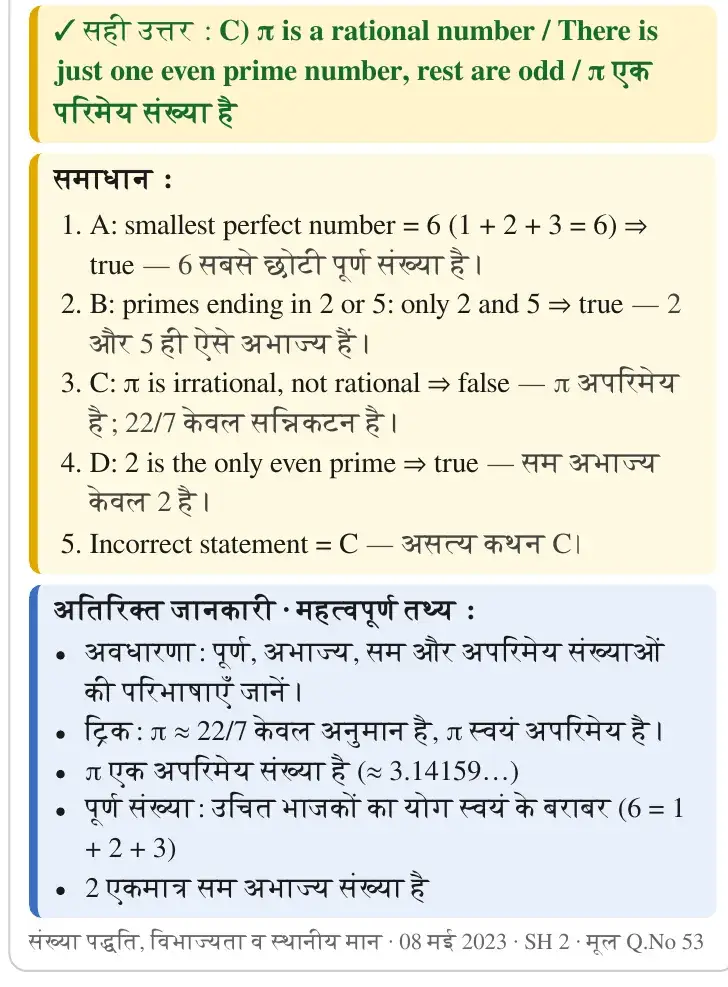 ✓ सही उत्तर : C) π is a rational number / There is
just one even prime number, rest are odd / π एक
परिमेय संख्या है
समाधान :
1. A: smallest perfect number = 6 (1 + 2 + 3 = 6) ⇒
true — 6 सबसे छोटी पूर्ण संख्या है।
2. B: primes ending in 2 or 5: only 2 and 5 ⇒ true — 2
और 5 ही ऐसे अभाज्य हैं।
3. C: π is irrational, not rational ⇒ false — π अपरिमेय
है; 22/7 केवल सन्निकटन है।
4. D: 2 is the only even prime ⇒ true — सम अभाज्य
केवल 2 है।
5. Incorrect statement = C — असत्य कथन C।
अतिरिक्त जानकारी · महत्वपूर्ण तथ्य :
• अवधारणा: पूर्ण, अभाज्य, सम और अपरिमेय संख्याओं
की परिभाषाएँ जानें।
• ट्रिक: π ≈ 22/7 केवल अनुमान है, π स्वयं अपरिमेय है।
• π एक अपरिमेय संख्या है (≈ 3.14159…)
• पूर्ण संख्या: उचित भाजकों का योग स्वयं के बराबर (6 = 1
+ 2 + 3)
• 2 एकमात्र सम अभाज्य संख्या है
संख्या पद्धति, विभाज्यता व स्थानीय मान · 08 मई 2023 · SH 2 · मूल Q.No 53